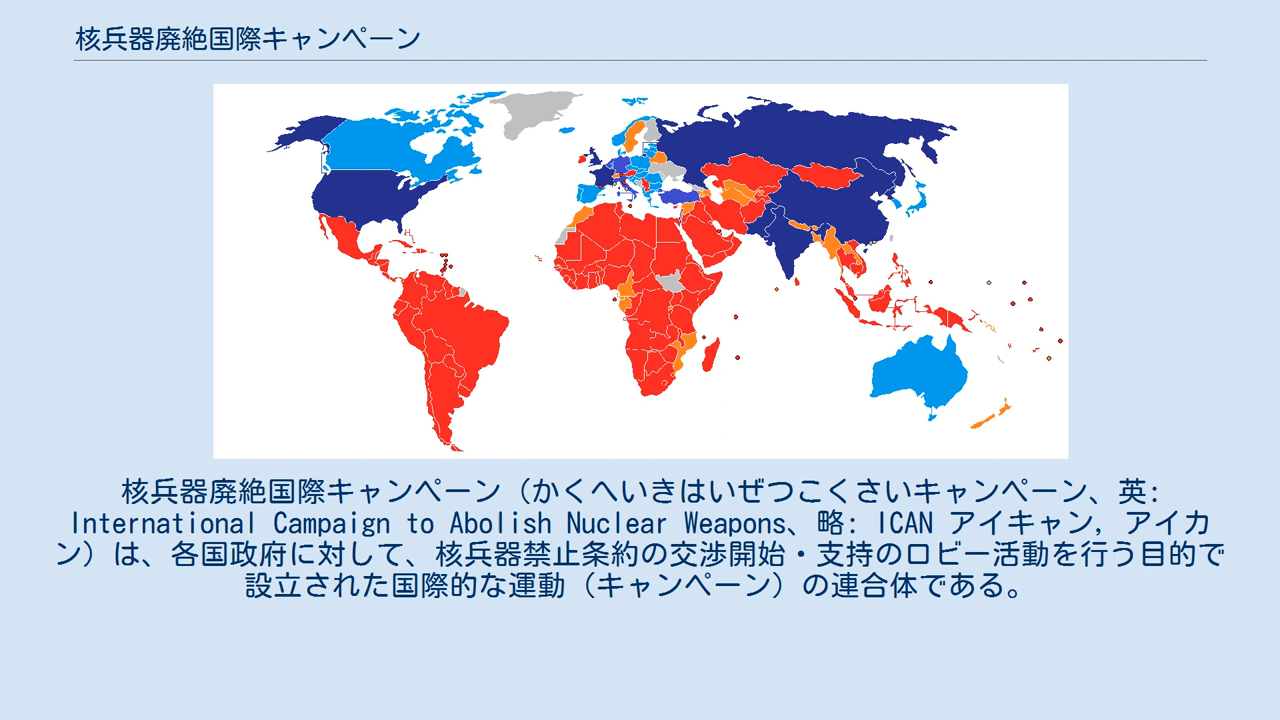 核兵器廃絶国際キャンペーン
核兵器廃絶国際キャンペーン（かくへいきはいぜつこくさいキャンペーン、英:
International Campaign to Abolish Nuclear Weapons、略: ICAN アイキャン, アイカ
ン）は、各国政府に対して、核兵器禁止条約の交渉開始・支持のロビー活動を行う目的で
設立された国際的な運動（キャンペーン）の連合体である。